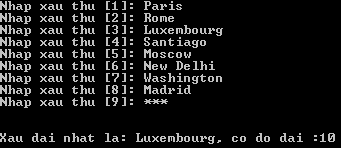 Nhap xau thu [1]: Paris
Nhap xau thu [2]: Rome
Nhap xau thu [3]: Luxembourg
Nhap xau thu [4]: Santiago
Nhap xau thu [5]: Moscow
Nhap xau thu [6]: New Delhi
Nhap xau thu [7]: Washington
Nhap xau thu [8]: Madrid
Nhap xau thu [9]: ***
Xau dai nhat la: Luxembourg, co do dai :10